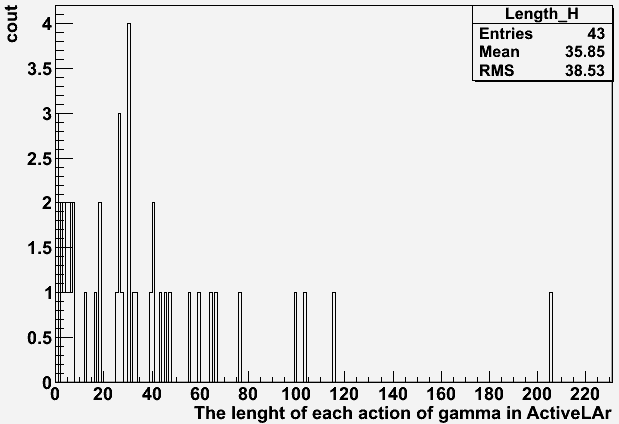 Length_H
Entries 43
Mean 35.85
RMS 38.53
cout
4
3.5
3
2.5
2
1.5
1
0.5
0
0 20 40 60 80 100 120 140 160 180 200 220
The lenght of each action of gamma in ActiveLAr